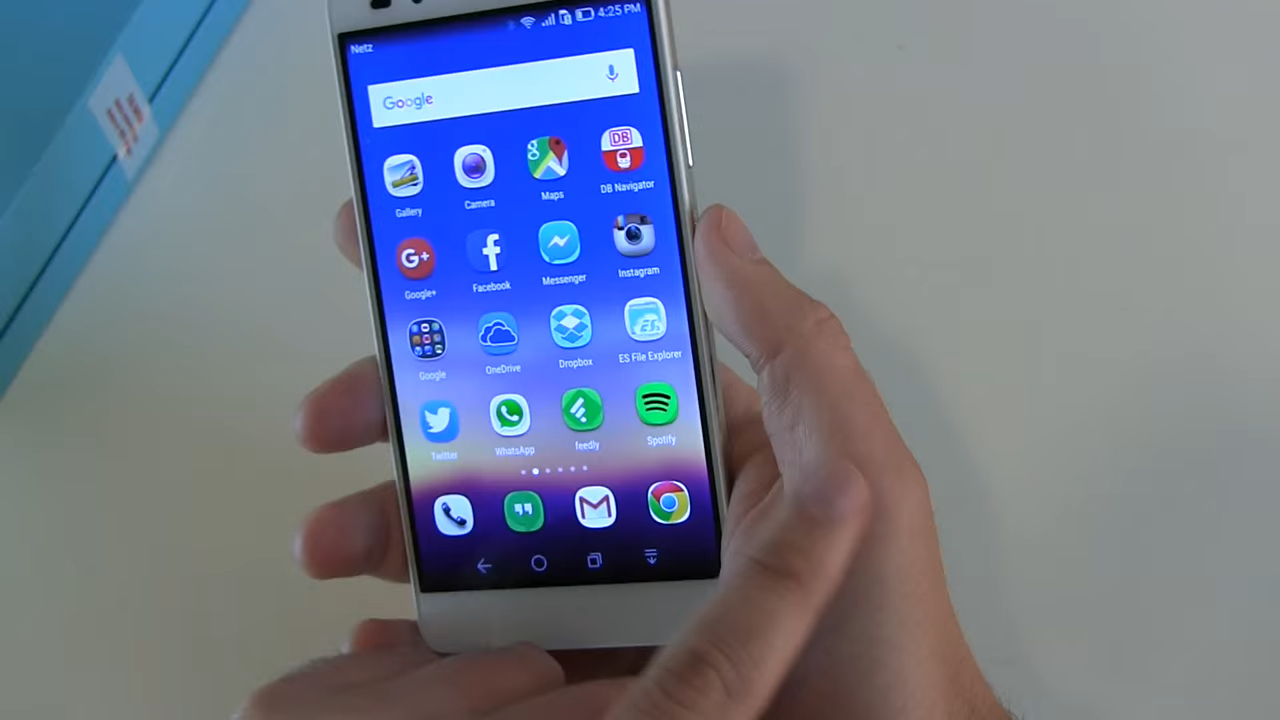 4:25 PM
Netz
Google
DB
Gallery
Camera
Maps
DB Navigator
G+
Google+
Facebook
Messenger
Instagram
ES
Google
OneDrive
Dropbox
ES File Explorer
Twitter
WhatsApp
feedly
Spotify